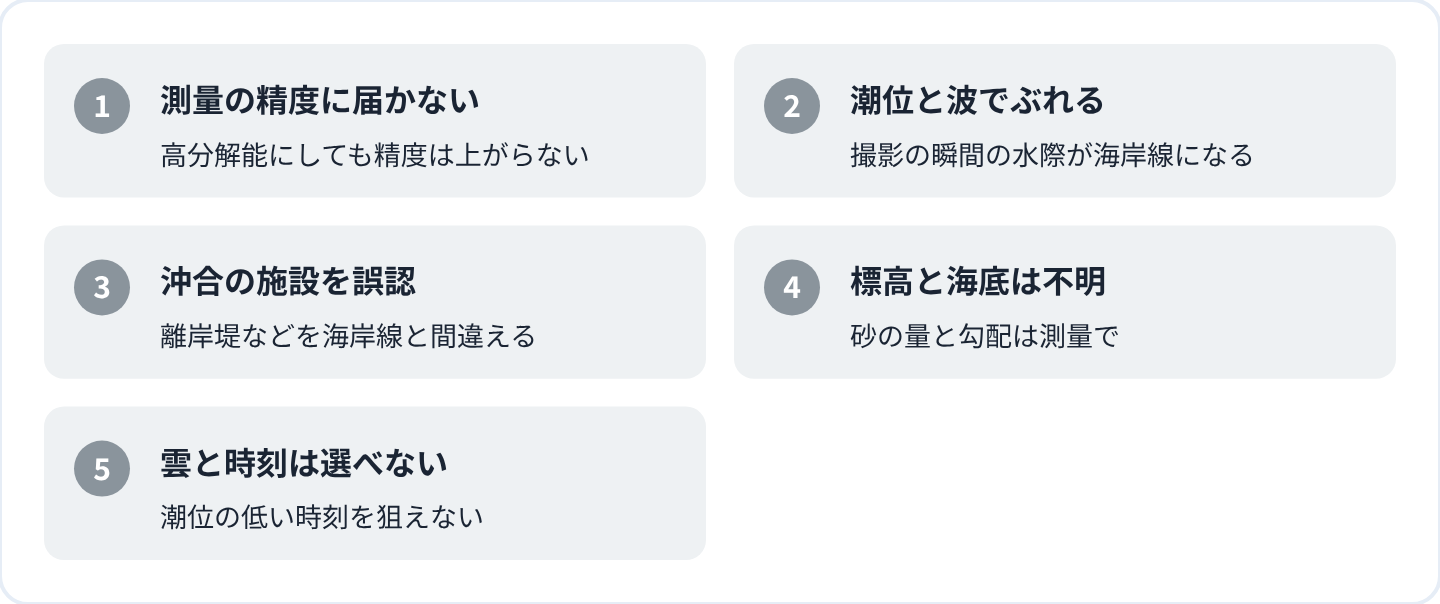 1 測量の精度に届かない
高分解能にしても精度は上がらない
2 潮位と波でぶれる
撮影の瞬間の水際が海岸線になる
3 沖合の施設を誤認
離岸堤などを海岸線と間違える
4 標高と海底は不明
砂の量と勾配は測量で
5 雲と時刻は選べない
潮位の低い時刻を狙えない